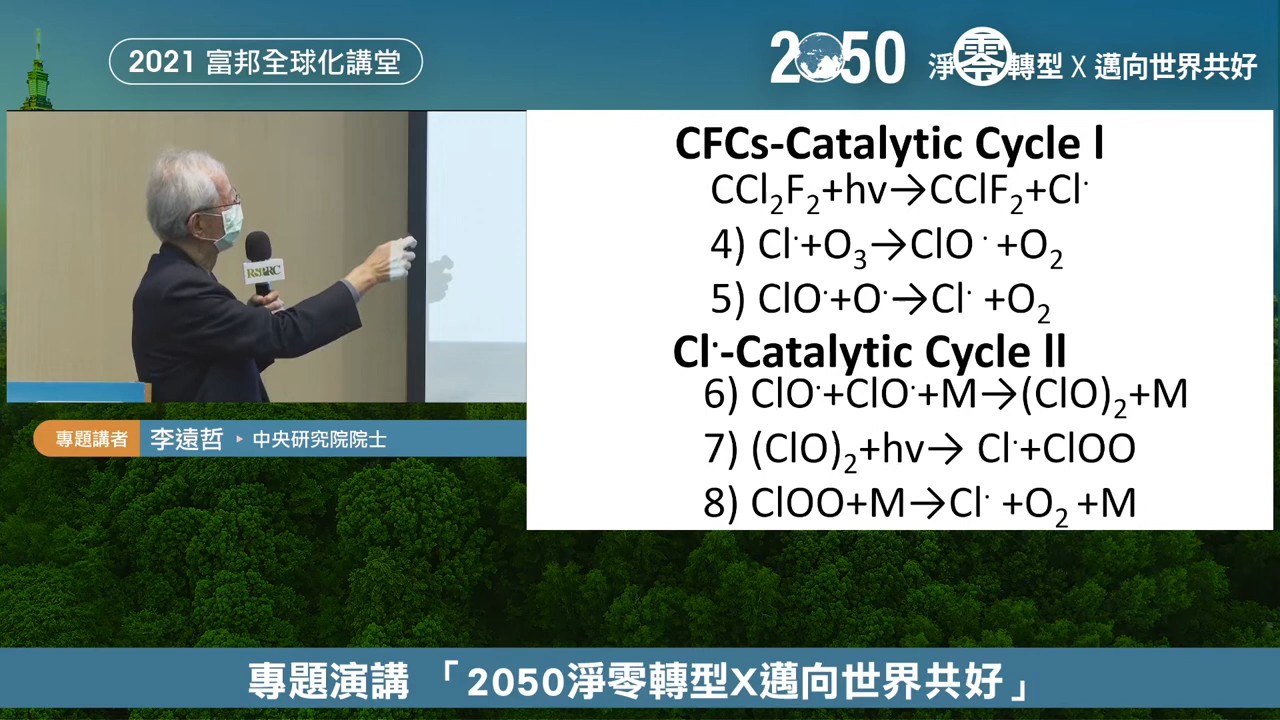 2021 富邦全球化講堂
2050 淨零轉型 X 邁向世界共好
CFCs-Catalytic Cycle l
CCl₂F₂+hv→CClF₂+Cl·
4) Cl·+O₃→ClO · +O₂
5) ClO·+O·→Cl· +O₂
Cl·-Catalytic Cycle ll
6) ClO·+ClO·+M→(ClO)₂+M
7) (ClO)₂+hv→ Cl·+ClOO
8) ClOO+M→Cl· +O₂ +M
專題講者 李遠哲 ▸ 中央研究院院士
專題演講 「2050淨零轉型X邁向世界共好」